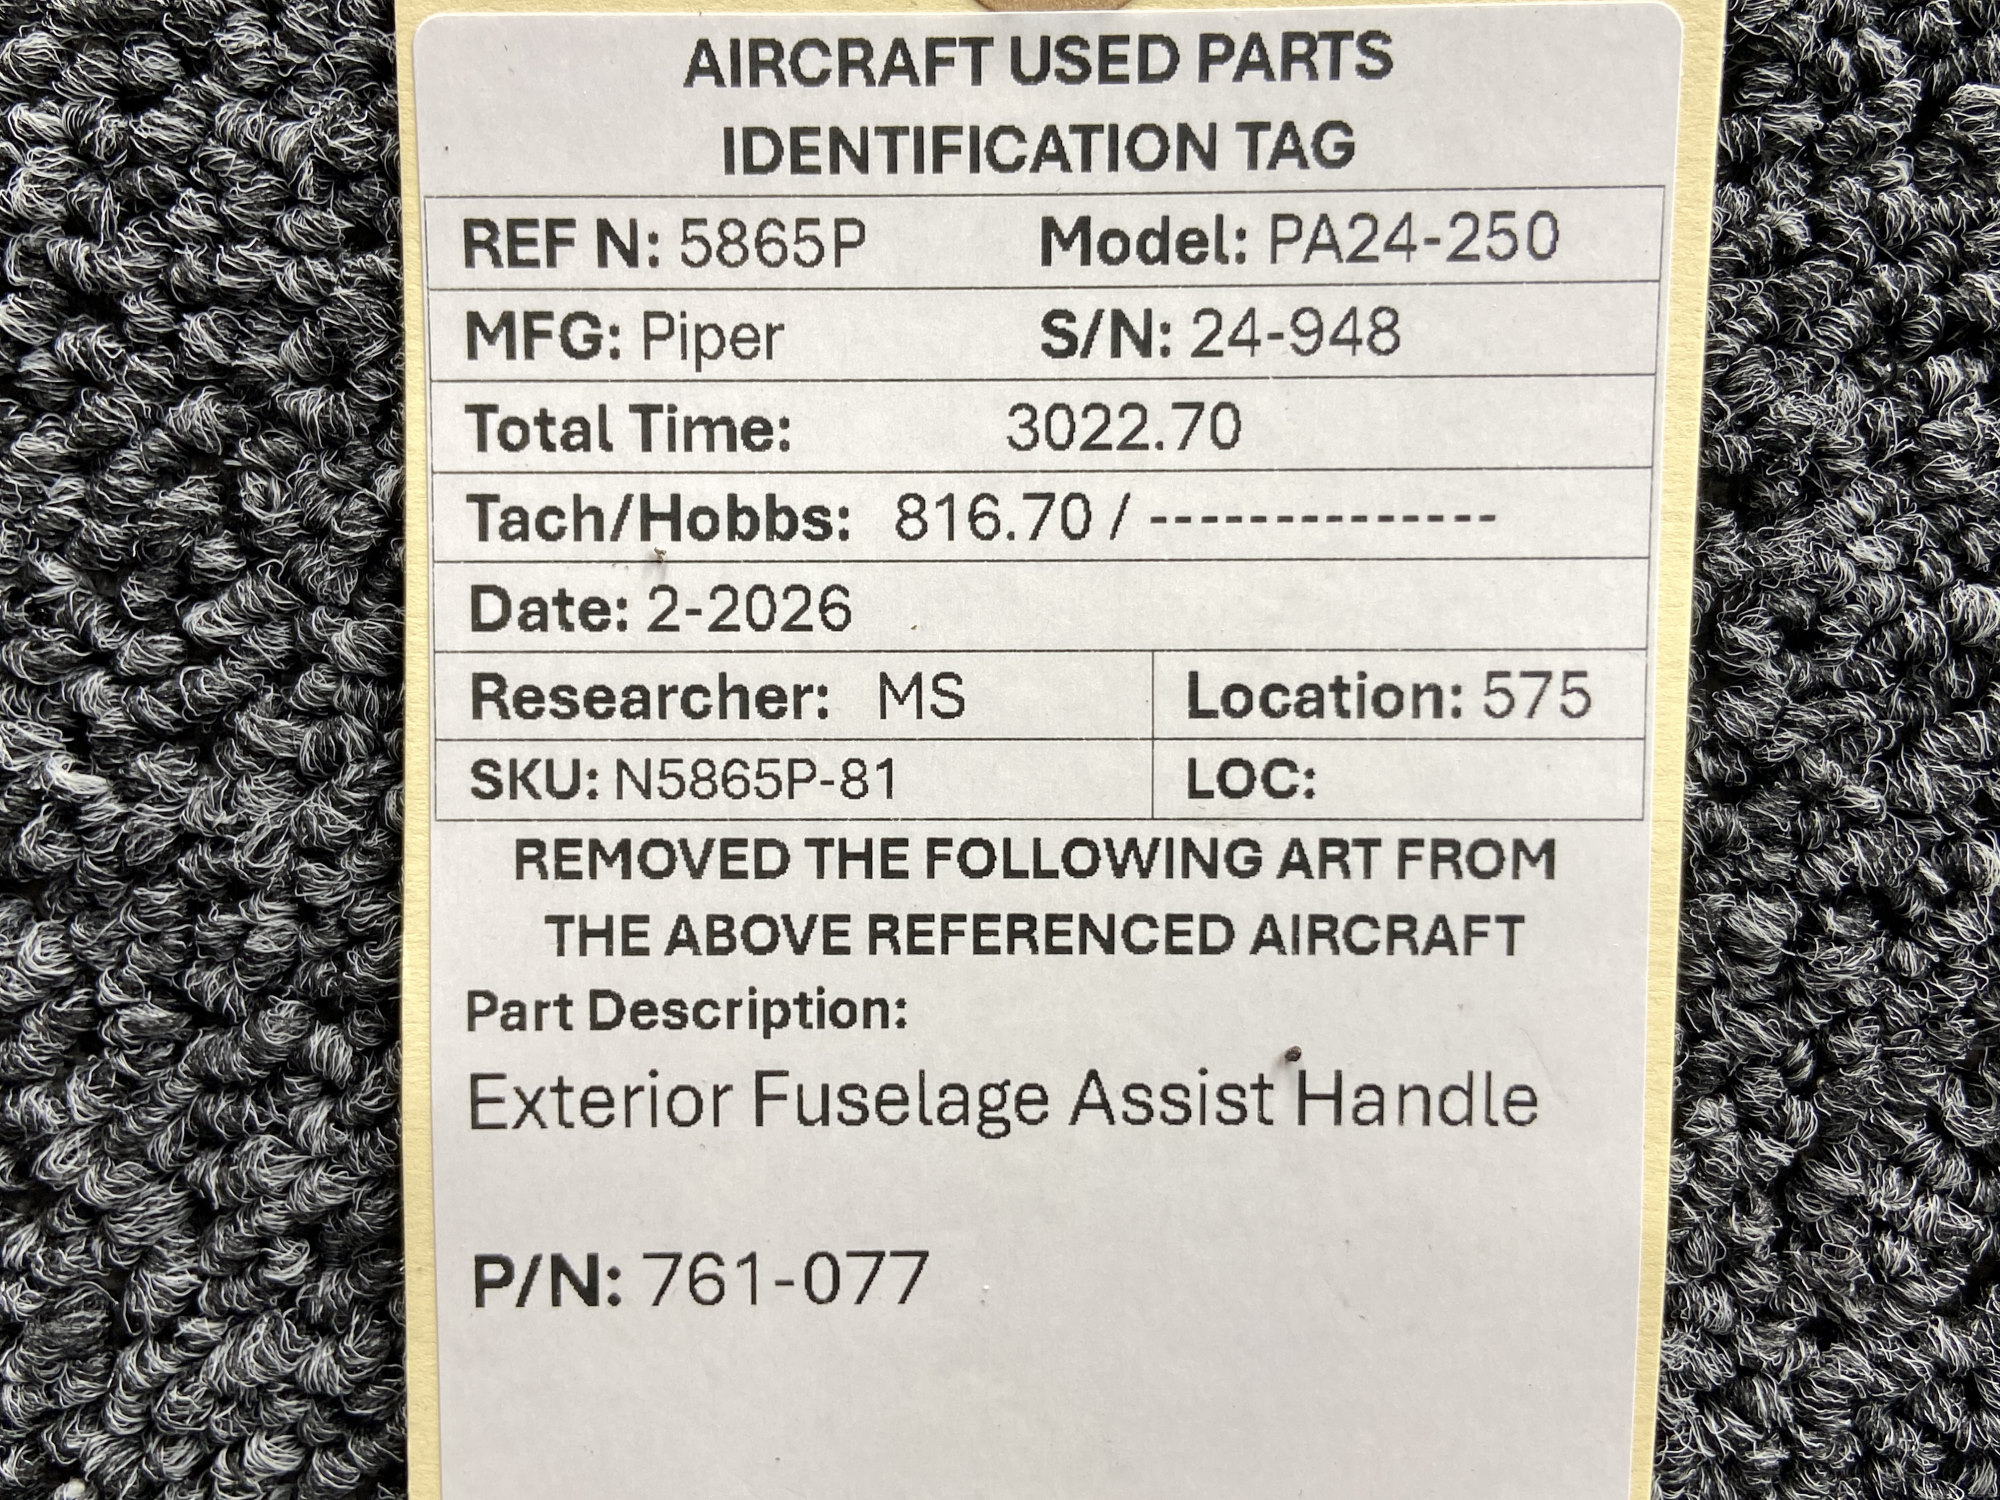 AIRCRAFT USED PARTS
IDENTIFICATION TAG
REF N: 5865P Model: PA24-250
MFG: Piper S/N: 24-948
Total Time: 3022.70
Tach/Hobbs: 816.70 / --------------
Date: 2-2026
Researcher: MS Location: 575
SKU: N5865P-81 LOC:
REMOVED THE FOLLOWING ART FROM
THE ABOVE REFERENCED AIRCRAFT
Part Description:
Exterior Fuselage Assist Handle
P/N: 761-077